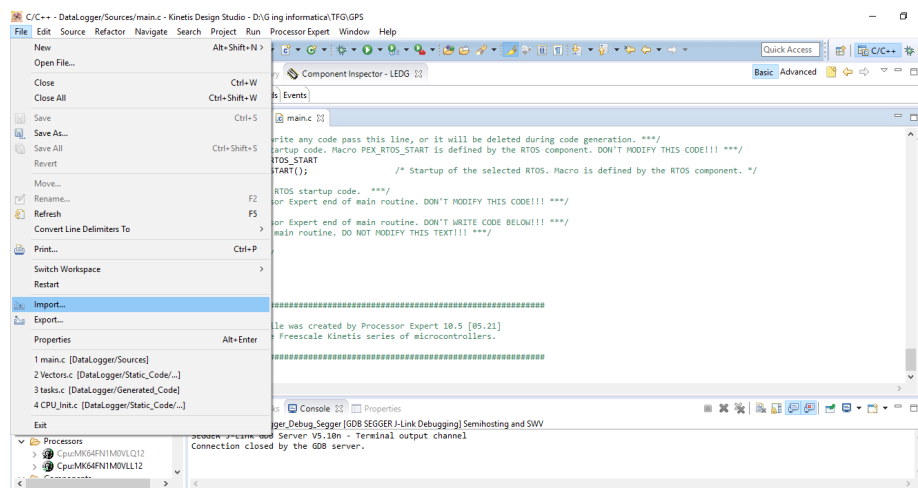 C/C++ - DataLogger/Sources/main.c - Kinetis Design Studio - D:\G ing informatica\TFG\GPS
File Edit Source Refactor Navigate Search Project Run Processor Expert Window Help
New Alt+Shift+N >
Open File...
Close Ctrl+W
Close All Ctrl+Shift+W
Save Ctrl+S
Save As...
Save All Ctrl+Shift+S
Revert
Move...
Rename... F2
Refresh F5
Convert Line Delimiters To >
Print... Ctrl+P
Switch Workspace >
Restart
Import...
Export...
Properties Alt+Enter
1 main.c [DataLogger/Sources]
2 Vectors.c [DataLogger/Static_Code/...]
3 tasks.c [DataLogger/Generated_Code]
4 CPU_Init.c [DataLogger/Static_Code/...]
Exit
Quick Access C/C++
Component Inspector - LEDG Basic Advanced
ds Events
main.c
write any code pass this line, or it will be deleted during code generation. ***/
tartup code. Macro PEX_RTOS_START is defined by the RTOS component. DON'T MODIFY THIS CODE!!! ***/
RTOS_START
START(); /* Startup of the selected RTOS. Macro is defined by the RTOS component. */
RTOS startup code. ***/
sor Expert end of main routine. DON'T MODIFY THIS CODE!!! ***/
sor Expert end of main routine. DON'T WRITE CODE BELOW!!! ***/
main routine. DO NOT MODIFY THIS TEXT!!! ***/
###########################################################
ile was created by Processor Expert 10.5 [05.21]
e Freescale Kinetis series of microcontrollers.
###########################################################
ks Console Properties
ger_Debug_Segger [GDB SEGGER J-Link Debugging] Semihosting and SWV
SEGGER J-Link GDB Server V5.10n - Terminal output channel
Connection closed by the GDB server.
Processors
Cpu:MK64FN1M0VLQ12
Cpu:MK64FN1M0VLL12
Components